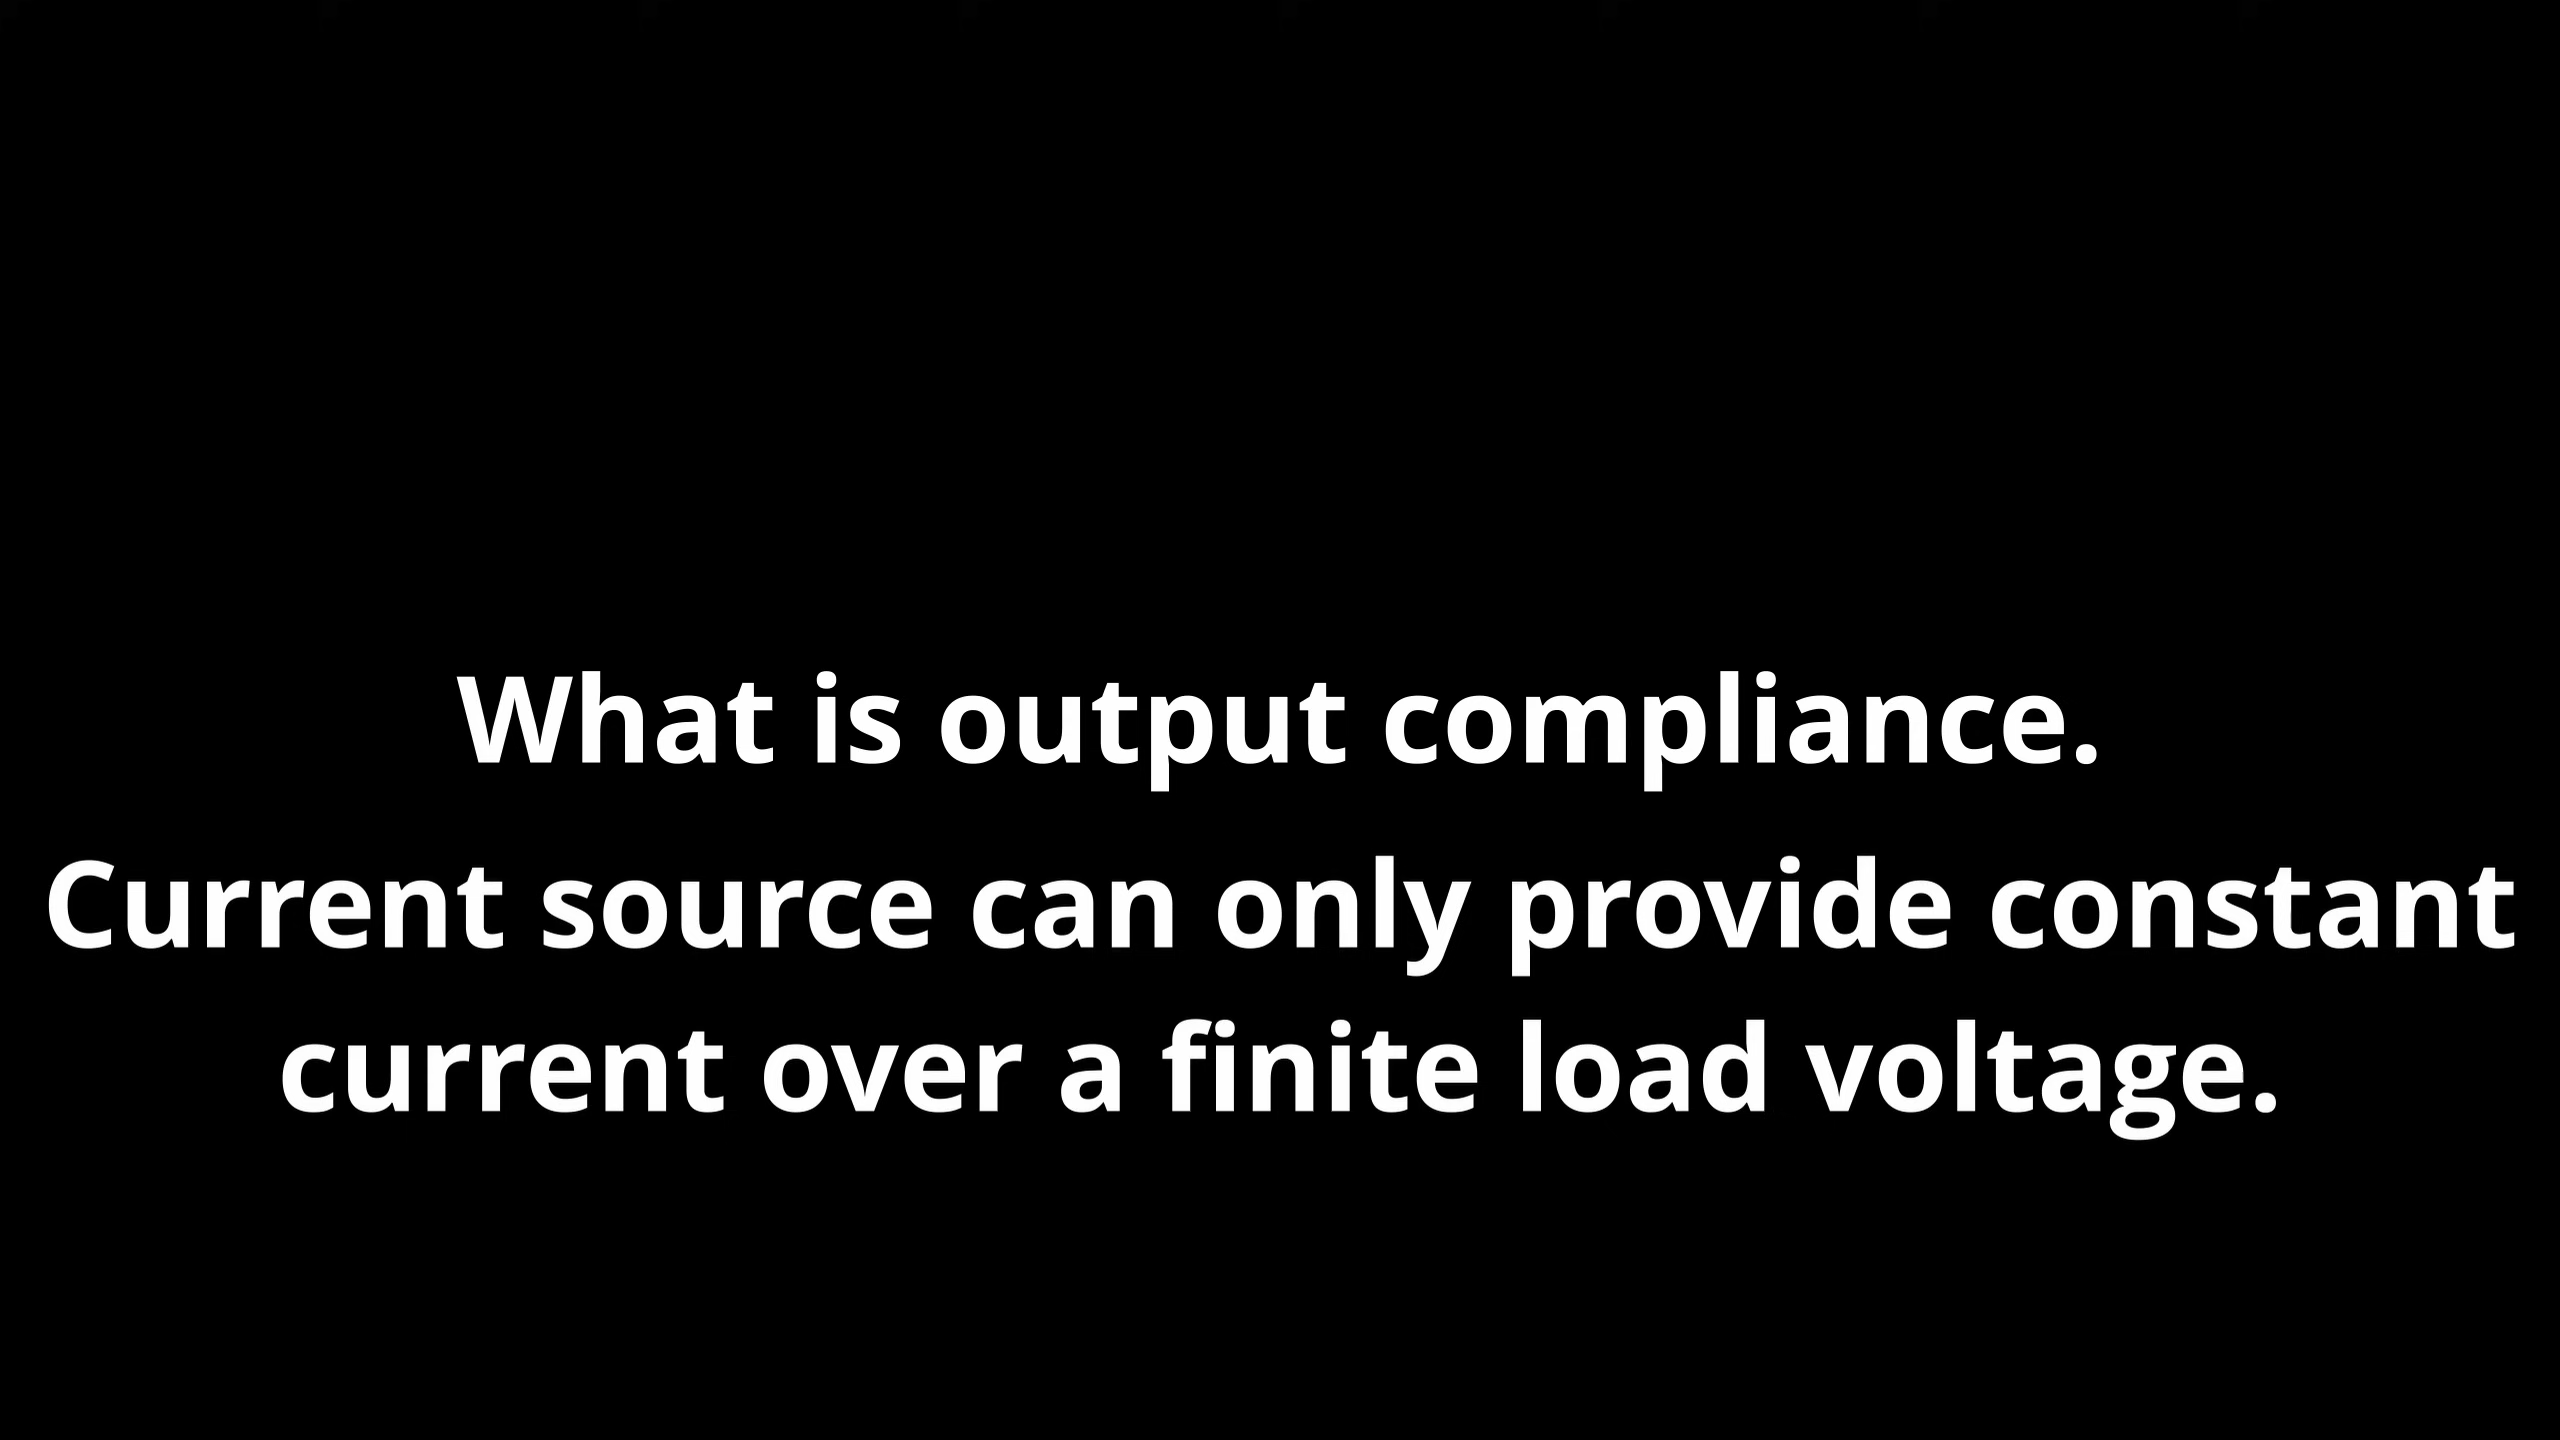 What is output compliance.
Current source can only provide constant
current over a finite load voltage.